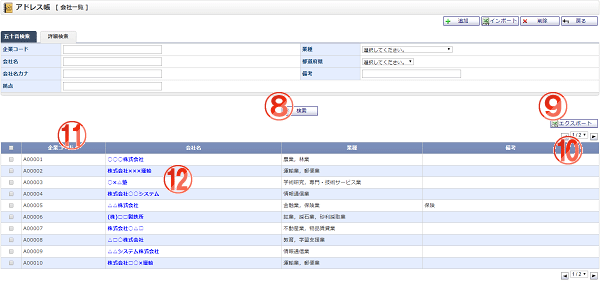 アドレス帳 [ 会社一覧 ]
追加 インポート 削除 戻る
五十音検索 詳細検索
企業コード 業種 選択してください。
会社名 都道府県 選択してください。
会社名カナ 備考
拠点
⑧ 検索
⑨
エクスポート
1 / 2
⑪ ⑩
企業コード 会社名 業種 備考
A00001 ○○○株式会社 農業、林業
A00002 株式会社×××運輸 運輸業、郵便業
⑫
A00003 ○×△塾 学術研究、専門・技術サービス業
A00004 株式会社○○システム 情報通信業
A00005 △△株式会社 金融業、保険業 保険
A00006 (株)□□製鉄所 鉱業、採石業、砂利採取業
A00007 株式会社○△□ 不動産業、物品賃貸業
A00008 △□○株式会社 教育、学習支援業
A00009 △△システム株式会社 情報通信業
A00010 株式会社□○×運輸 運輸業、郵便業
1 / 2